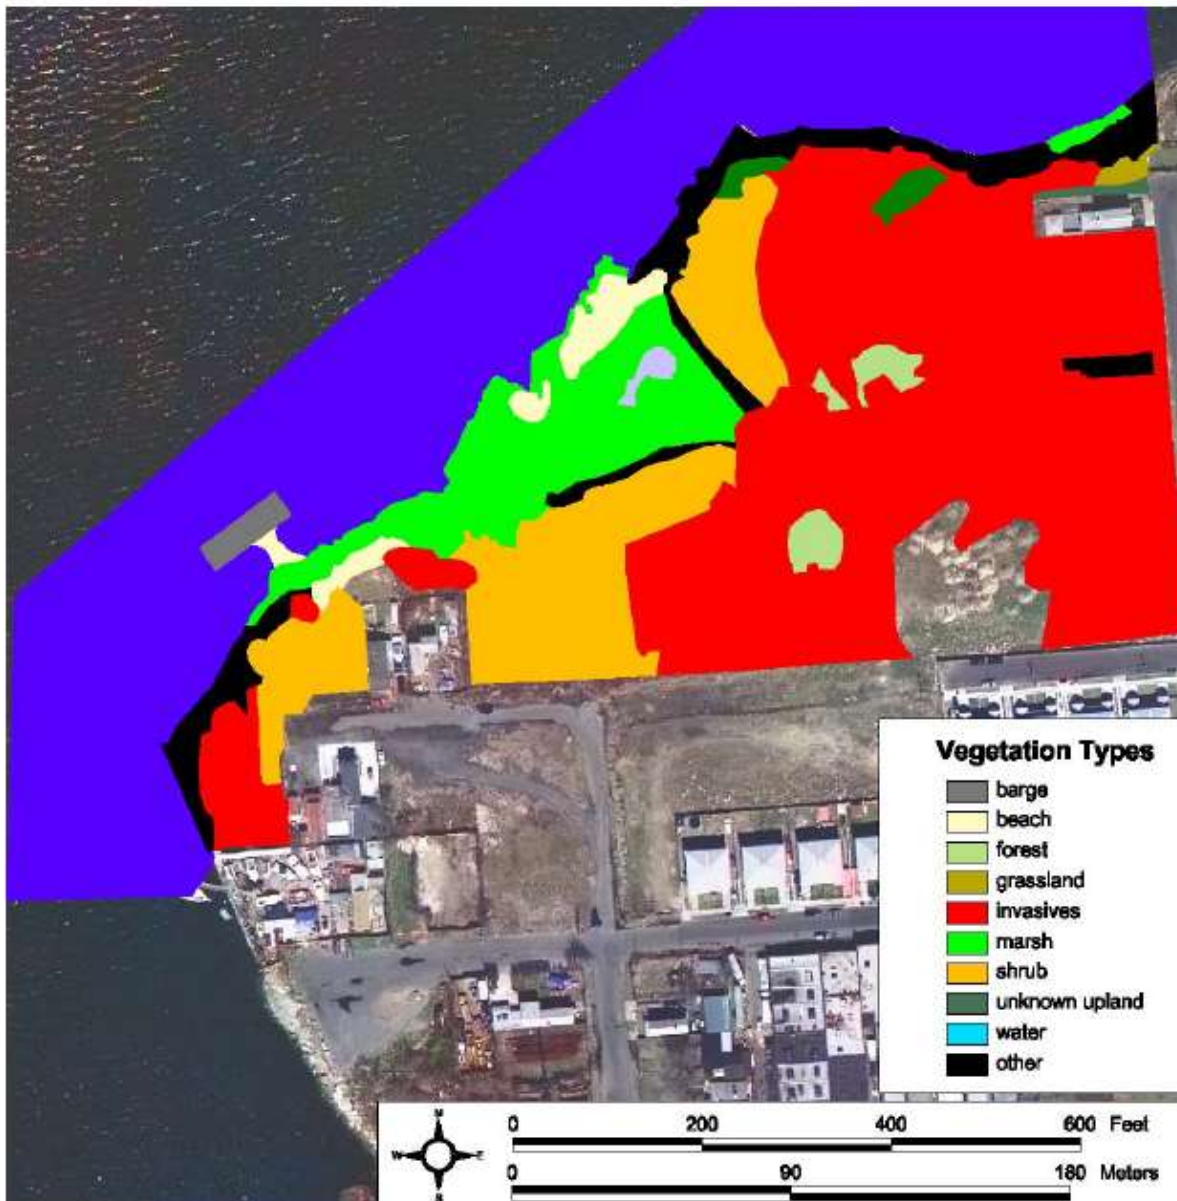 Vegetation Types
barge
beach
forest
grassland
invasives
marsh
shrub
unknown upland
water
other
N
W E
S
0 200 400 600 Feet
0 90 180 Meters